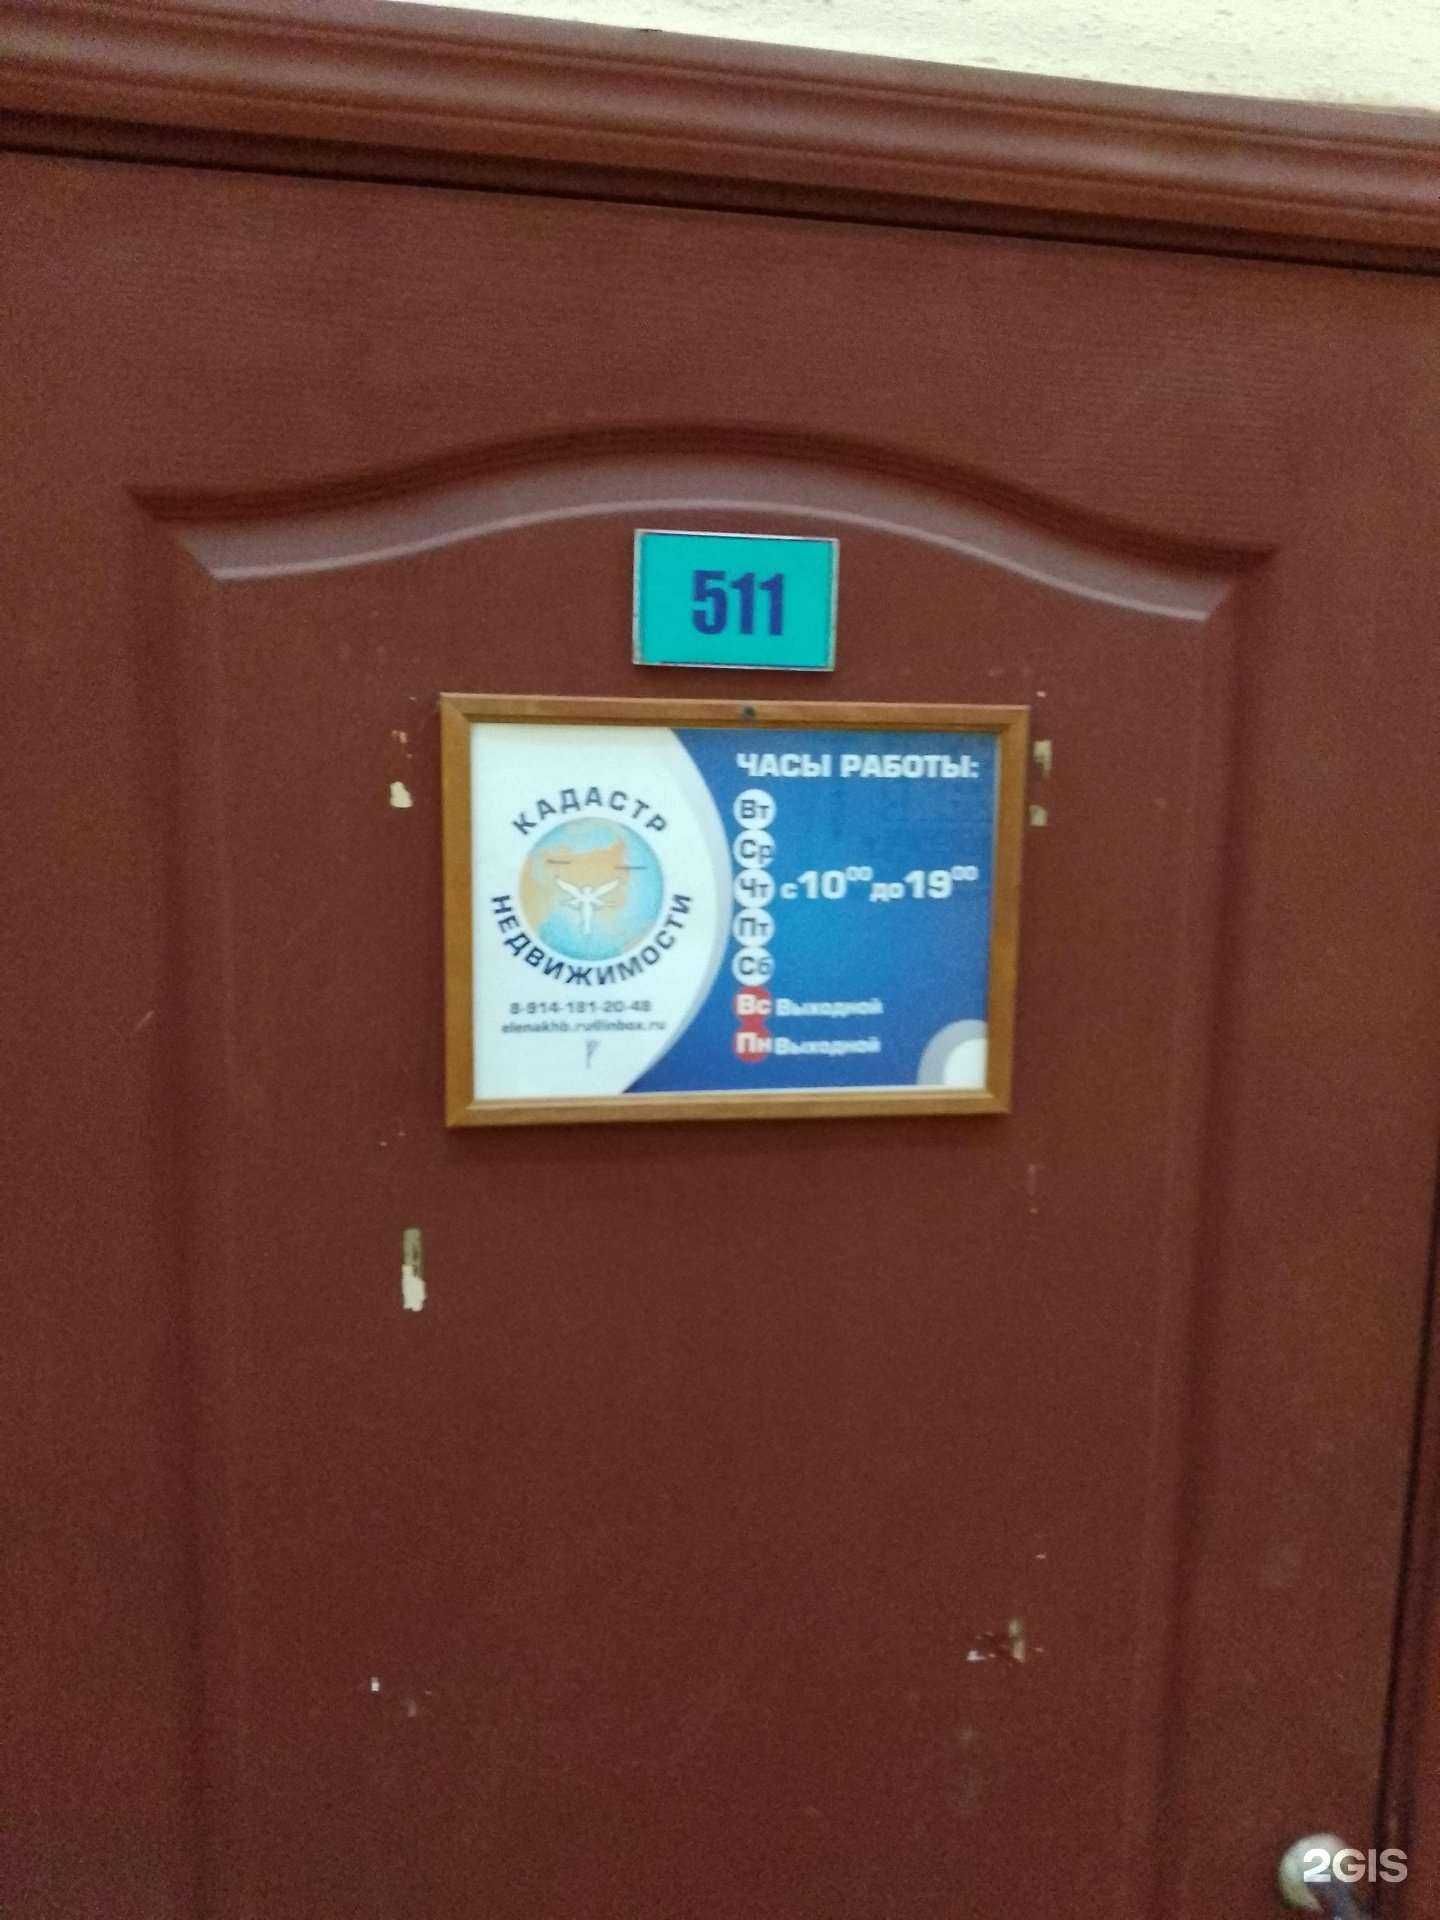 511
КАДАСТР
НЕДВИЖИМОСТИ
8-914-181-20-48
elenakhb.ru@inbox.ru
ЧАСЫ РАБОТЫ:
Вт
Ср
Чт с 10⁰⁰ до 19⁰⁰
Пт
Сб
Вс Выходной
Пн Выходной
2GIS